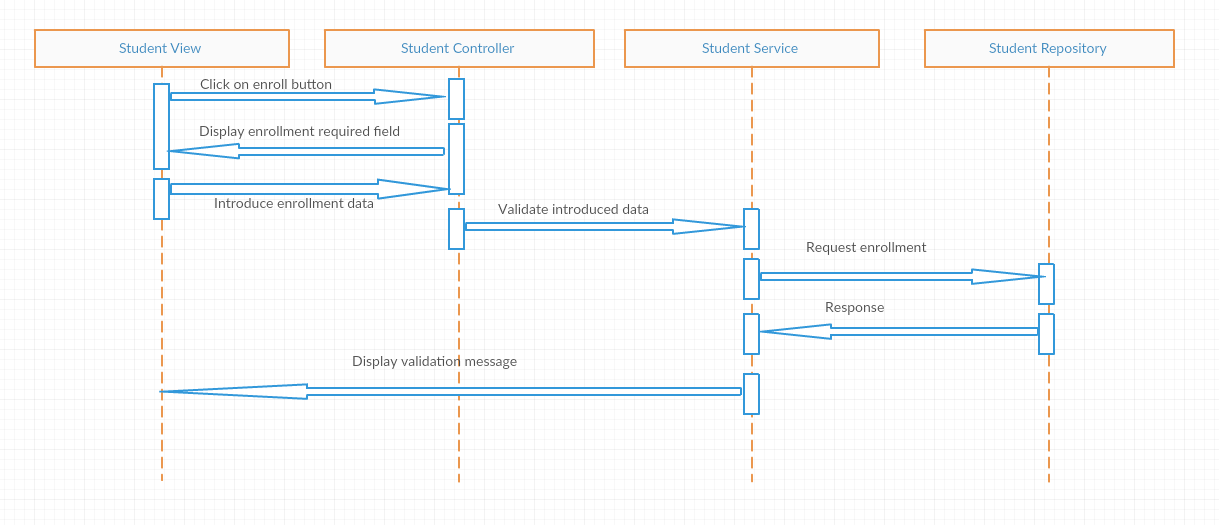 Student View
Student Controller
Student Service
Student Repository
Click on enroll button
Display enrollment required field
Introduce enrollment data
Validate introduced data
Request enrollment
Response
Display validation message